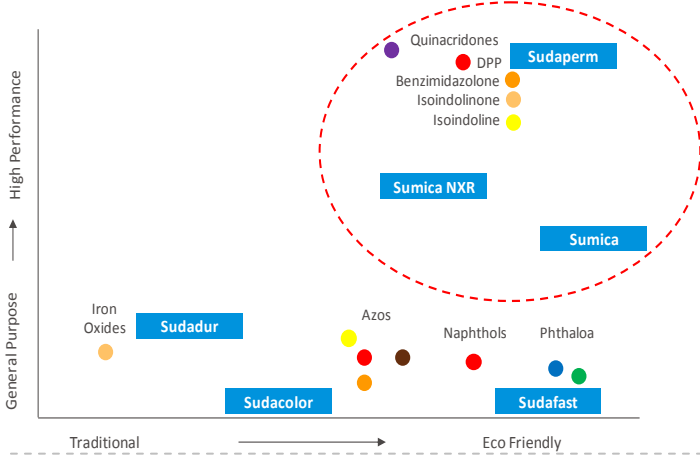 High Performance
General Purpose
Quinacridones
DPP
Sudaperm
Benzimidazolone
Isoindolinone
Isoindoline
Sumica NXR
Sumica
Iron
Oxides
Sudadur
Azos
Naphthols
Phthaloa
Sudacolor
Sudafast
Traditional
Eco Friendly